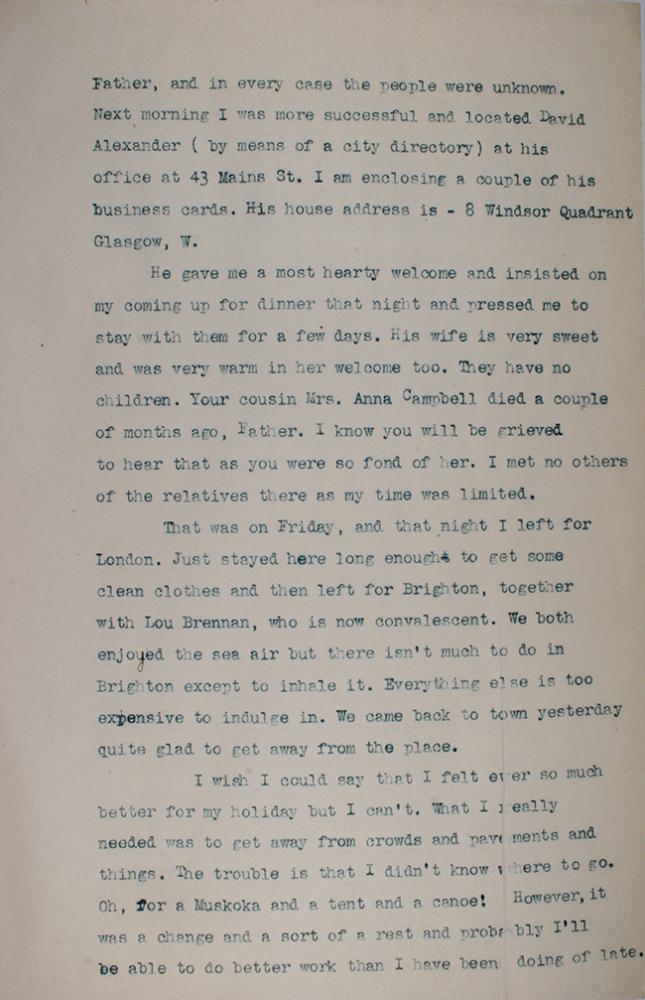 Father, and in every case the people were unknown.
Next morning I was more successful and located David
Alexander ( by means of a city directory) at his
office at 43 Mains St. I am enclosing a couple of his
business cards. His house address is - 8 Windsor Quadrant
Glasgow, W.
He gave me a most hearty welcome and insisted on
my coming up for dinner that night and pressed me to
stay with them for a few days. His wife is very sweet
and was very warm in her welcome too. They have no
children. Your cousin Mrs. Anna Campbell died a couple
of months ago, Father. I know you will be grieved
to hear that as you were so fond of her. I met no others
of the relatives there as my time was limited.
That was on Friday, and that night I left for
London. Just stayed here long enough to get some
clean clothes and then left for Brighton, together
with Lou Brennan, who is now convalescent. We both
enjoyed the sea air but there isn't much to do in
Brighton except to inhale it. Everything else is too
expensive to indulge in. We came back to town yesterday
quite glad to get away from the place.
I wish I could say that I felt ever so much
better for my holiday but I can't. What I really
needed was to get away from crowds and pavements and
things. The trouble is that I didn't know where to go.
Oh, for a Muskoka and a tent and a canoe! However, it
was a change and a sort of a rest and probably I'll
be able to do better work than I have been doing of late.